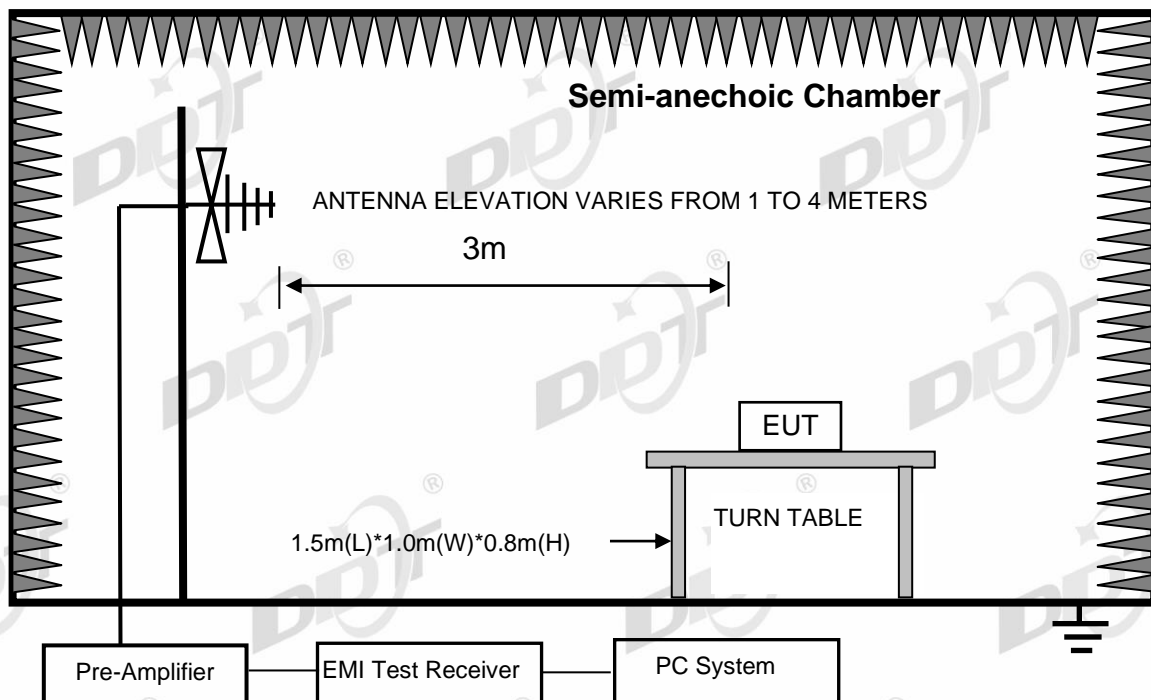 Semi-anechoic Chamber
ANTENNA ELEVATION VARIES FROM 1 TO 4 METERS
3m
EUT
TURN TABLE
1.5m(L)*1.0m(W)*0.8m(H)
Pre-Amplifier
EMI Test Receiver
PC System
DDT ®